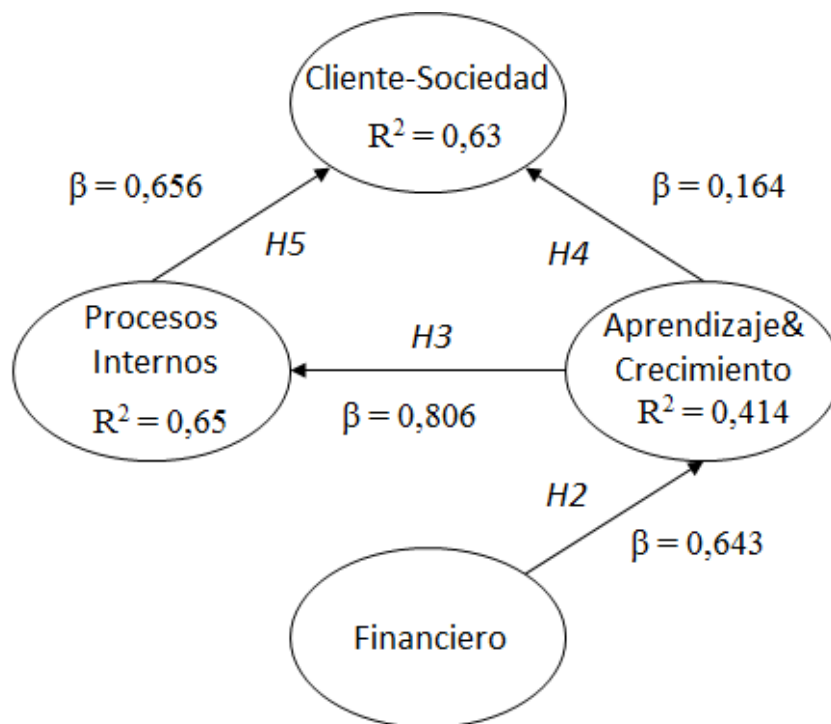 Cliente-Sociedad
R² = 0,63
β = 0,656
β = 0,164
H5
H4
Procesos
Internos
R² = 0,65
H3
β = 0,806
Aprendizaje&
Crecimiento
R² = 0,414
H2
β = 0,643
Financiero